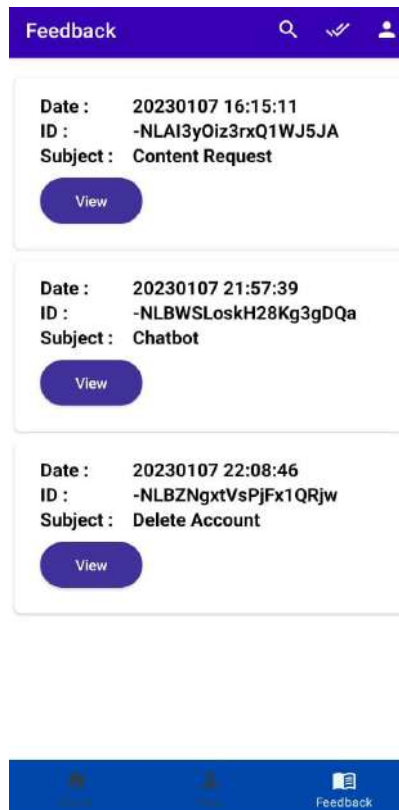 Feedback
Date : 20230107 16:15:11
ID : -NLAI3yOiz3rxQ1WJ5JA
Subject : Content Request
View
Date : 20230107 21:57:39
ID : -NLBWSLoskH28Kg3gDQa
Subject : Chatbot
View
Date : 20230107 22:08:46
ID : -NLBZNgxtVsPjFx1QRjw
Subject : Delete Account
View
Feedback